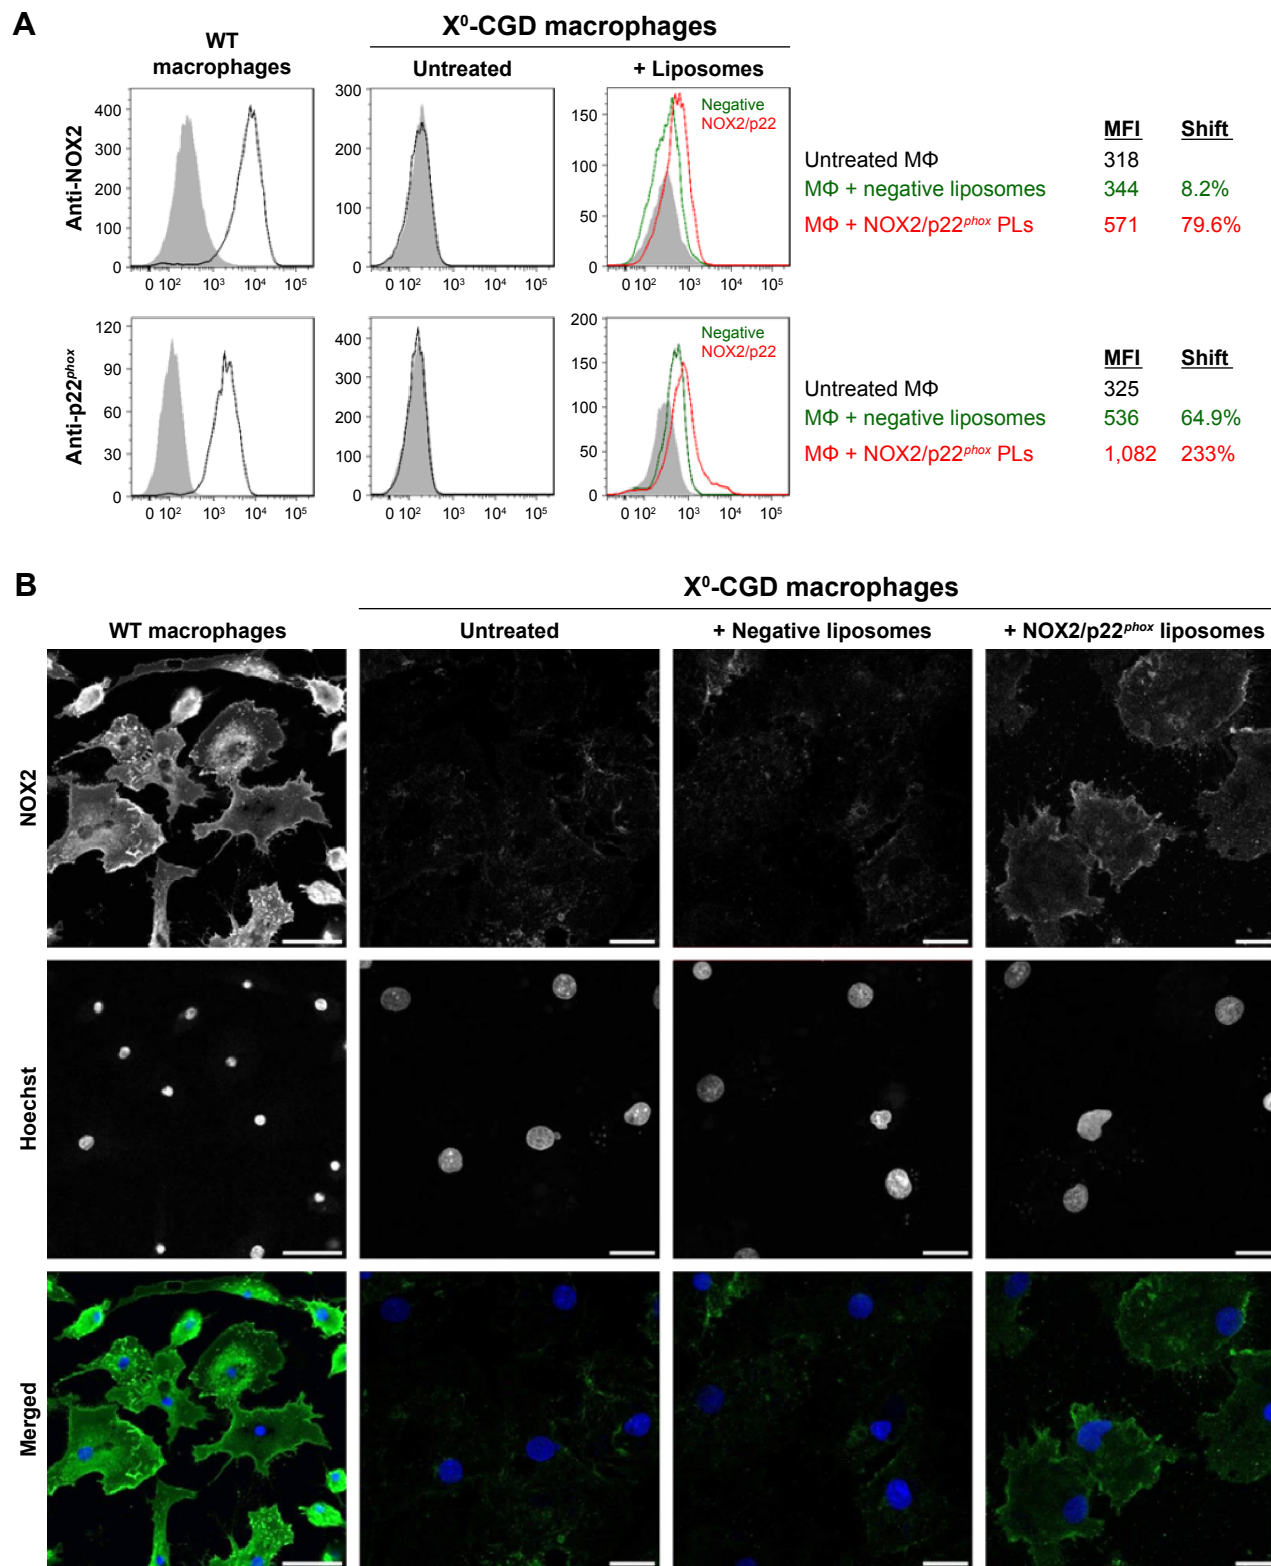 A
WT
macrophages
X⁰-CGD macrophages
Untreated
+ Liposomes
Anti-NOX2
400
300
200
100
0
0 10² 10³ 10⁴ 10⁵
300
200
100
0
0 10² 10³ 10⁴ 10⁵
150
100
50
0
0 10² 10³ 10⁴ 10⁵
Negative
NOX2/p22
MFI Shift
Untreated MΦ 318
MΦ + negative liposomes 344 8.2%
MΦ + NOX2/p22ᵖʰᵒˣ PLs 571 79.6%
Anti-p22ᵖʰᵒˣ
120
90
60
30
0
0 10² 10³ 10⁴ 10⁵
400
300
200
100
0
0 10² 10³ 10⁴ 10⁵
200
150
100
50
0
0 10² 10³ 10⁴ 10⁵
Negative
NOX2/p22
MFI Shift
Untreated MΦ 325
MΦ + negative liposomes 536 64.9%
MΦ + NOX2/p22ᵖʰᵒˣ PLs 1,082 233%
B
X⁰-CGD macrophages
WT macrophages
Untreated
+ Negative liposomes
+ NOX2/p22ᵖʰᵒˣ liposomes
NOX2
Hoechst
Merged